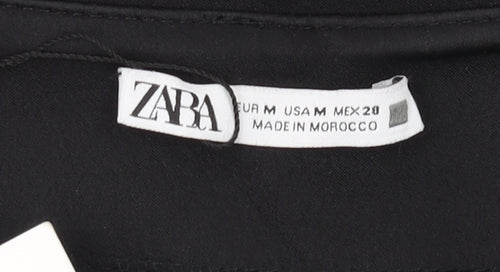 ZARA
EUR M USA M MEX 28
MADE IN MOROCCO